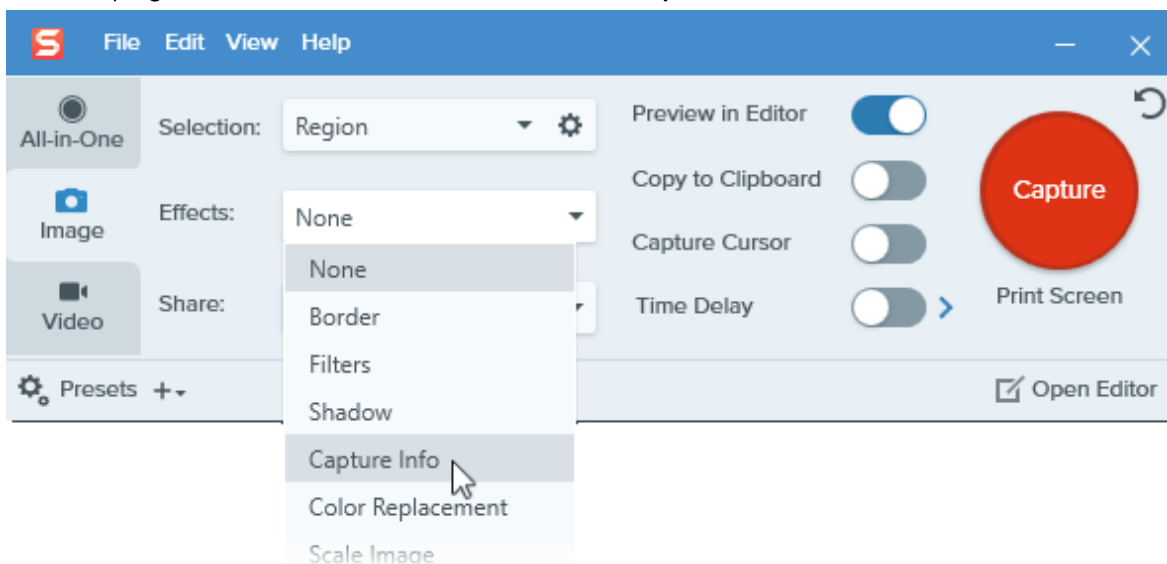 S
File Edit View Help
All-in-One
Image
Video
Selection: Region
Effects: None
None
Border
Filters
Shadow
Capture Info
Color Replacement
Scale Image
Share:
Preview in Editor
Copy to Clipboard
Capture Cursor
Time Delay
Capture
Print Screen
Presets
Open Editor